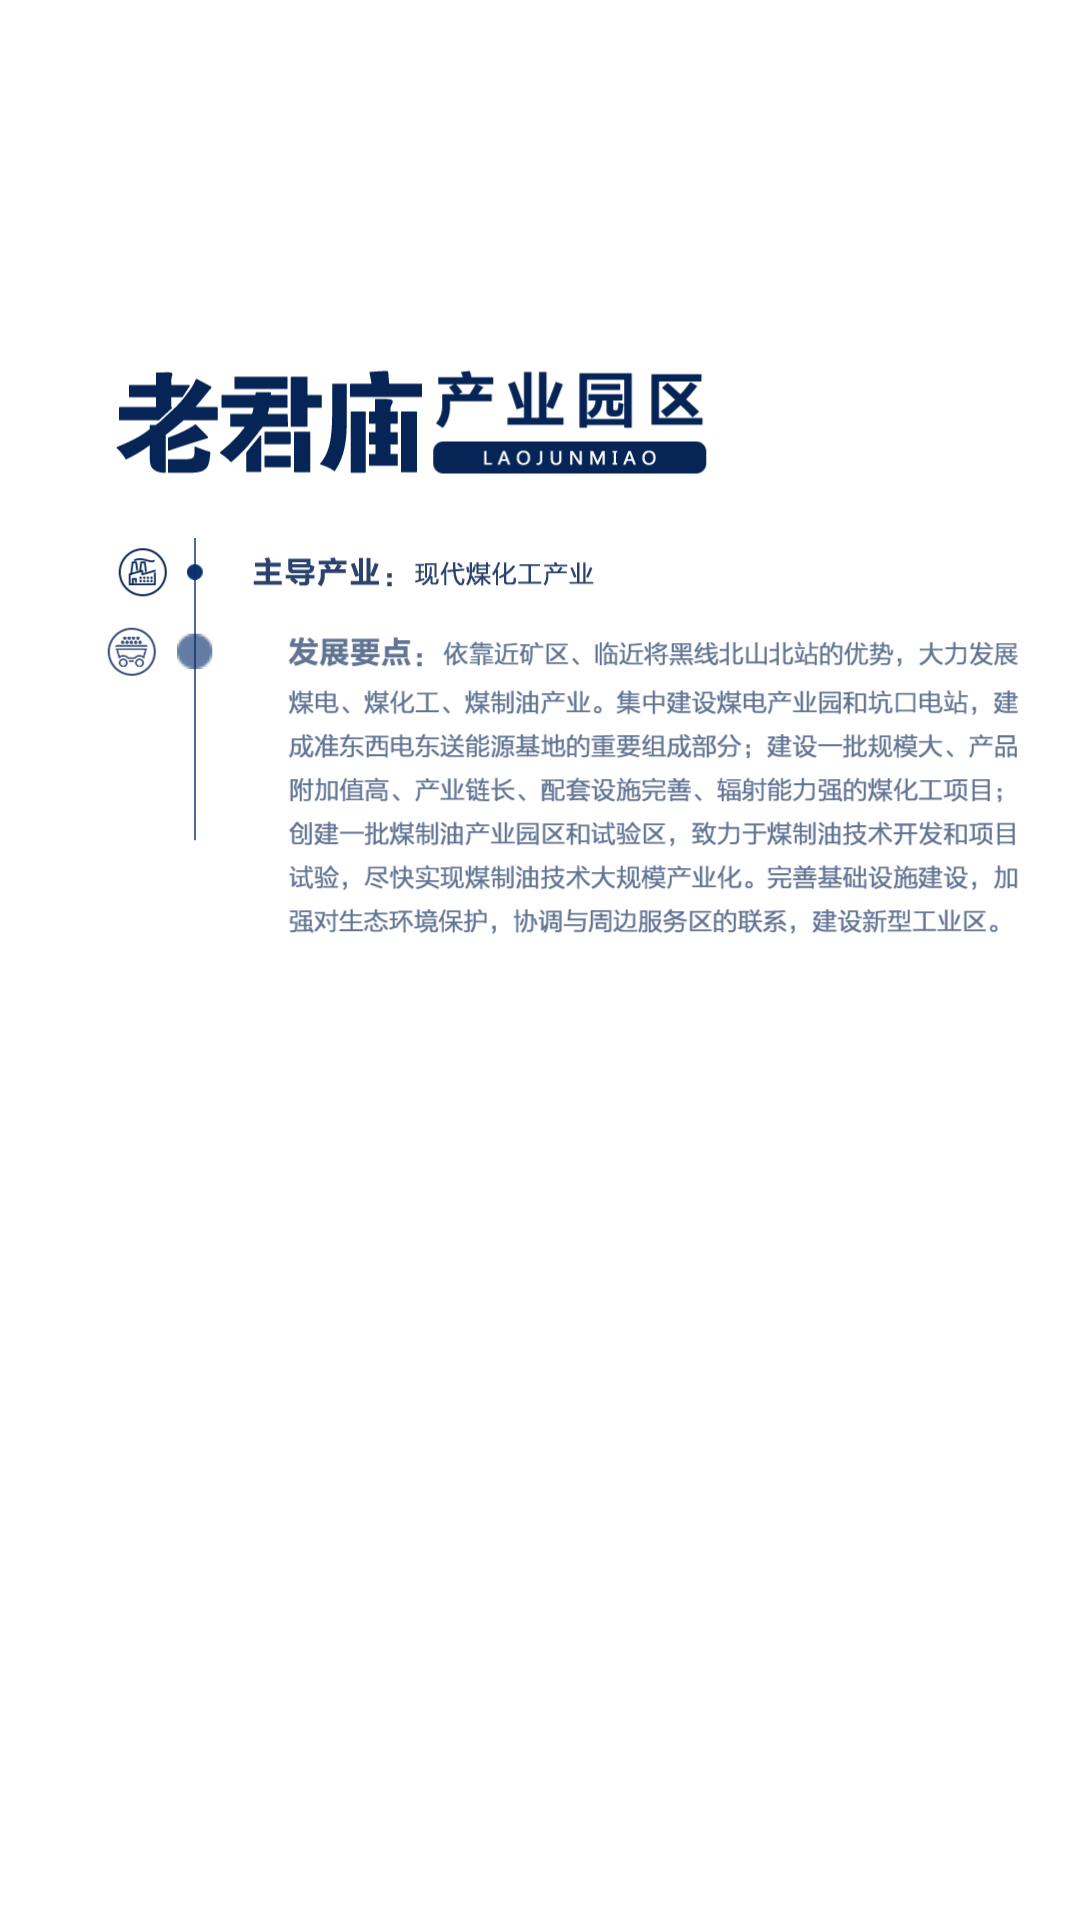 老君庙产业园区
LAOJUNMIAO
主导产业：现代煤化工产业
发展要点：依靠近矿区、临近将黑线北山北站的优势，大力发展
煤电、煤化工、煤制油产业。集中建设煤电产业园和坑口电站，建
成准东西电东送能源基地的重要组成部分；建设一批规模大、产品
附加值高、产业链长、配套设施完善、辐射能力强的煤化工项目；
创建一批煤制油产业园区和试验区，致力于煤制油技术开发和项目
试验，尽快实现煤制油技术大规模产业化。完善基础设施建设，加
强对生态环境保护，协调与周边服务区的联系，建设新型工业区。